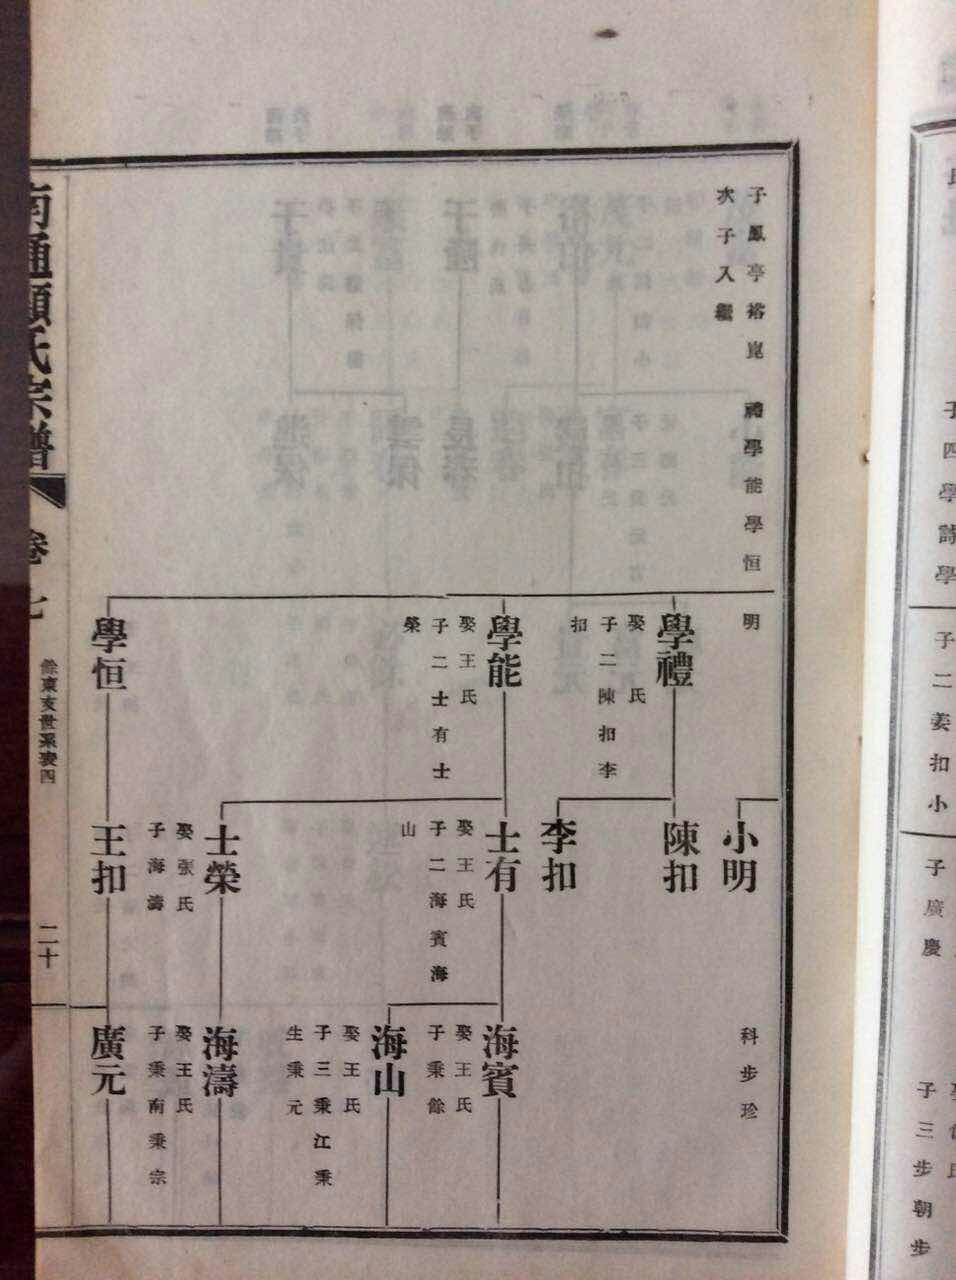 子四學詩學
子二姜扣小
子廣慶
子三步朝步
子鳳亭裕崑
次子入繼
禮學能學恒
明
學禮
娶 氏
子二陳扣李
扣
學能
娶王氏
子二士有士
榮
學恒
小明
陳扣
李扣
士有
娶王氏
子二海賓海
山
士榮
娶張氏
子海濤
王扣
科步珍
海賓
娶王氏
子秉餘
海山
娶王氏
子三秉江秉
生秉元
海濤
娶王氏
子秉南秉宗
廣元
南通顧氏宗譜
卷七
餘東亥世系表四
二十